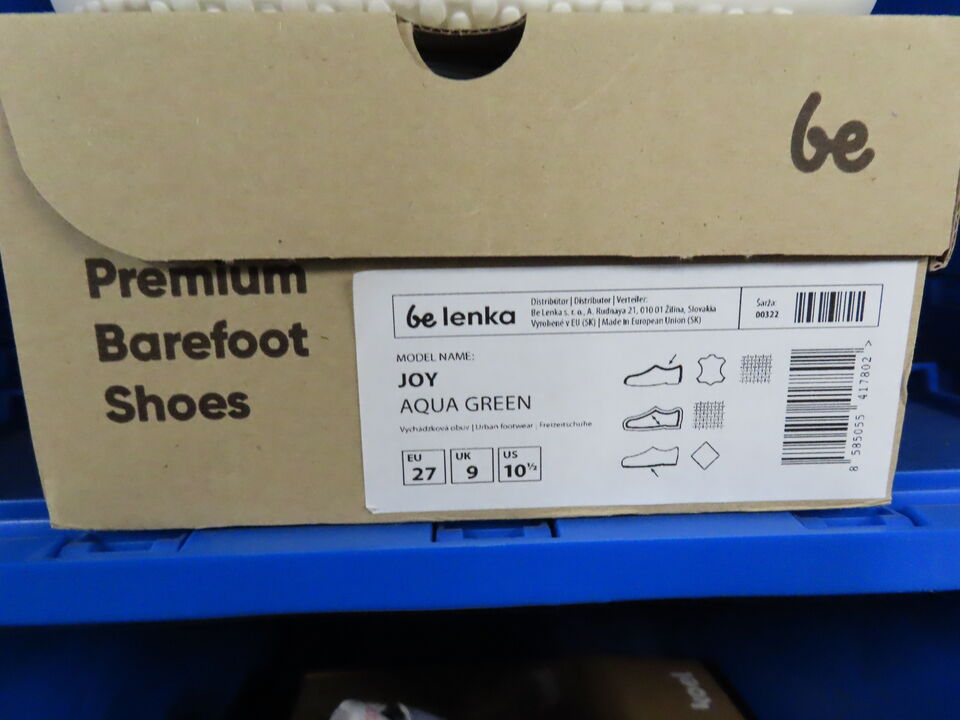 be
Premium
Barefoot
Shoes
be lenka
Distribútor | Distributor | Verteiler:
Be Lenka s. r. o., A. Rudnaya 21, 010 01 Žilina, Slovakia
Vyrobené v EÚ (SK) | Made in European Union (SK)
Šarža:
00322
MODEL NAME:
JOY
AQUA GREEN
Vychádzková obuv | Urban footwear | Freizeitschuhe
EU
27
UK
9
US
10½
8 585055 417802 >